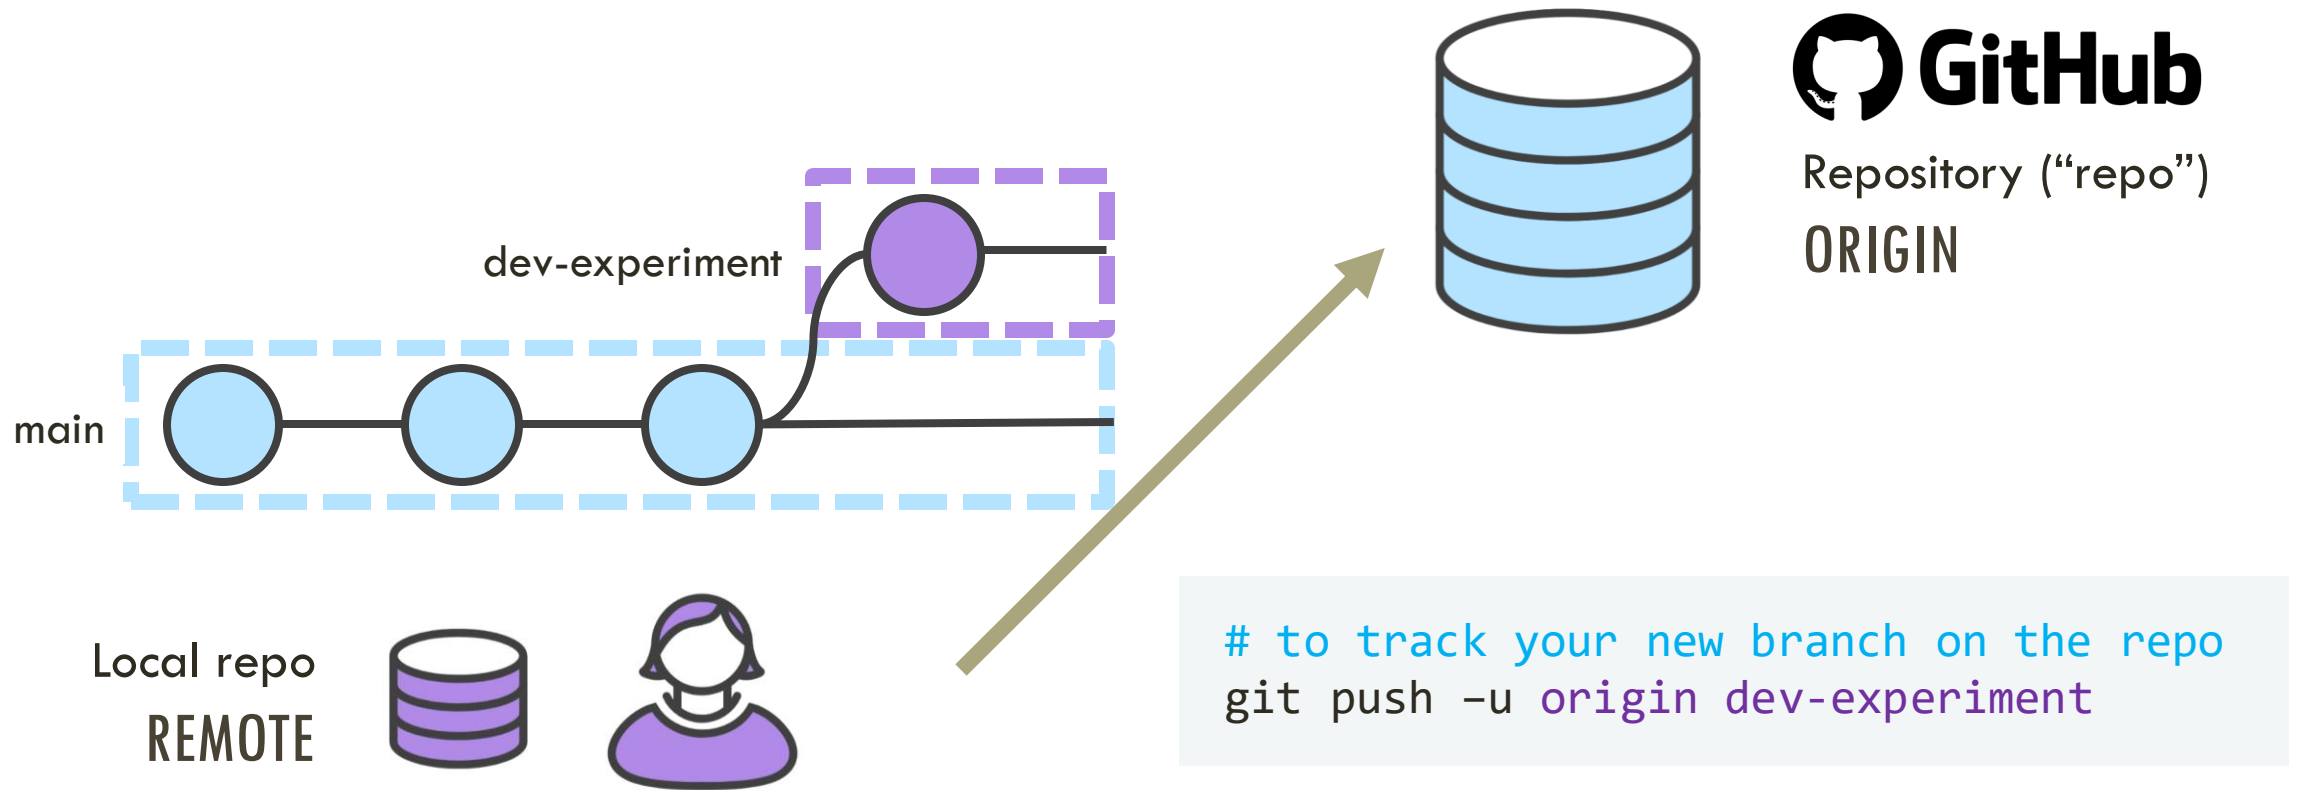 GitHub
Repository (“repo”)
ORIGIN
dev-experiment
main
Local repo
REMOTE
# to track your new branch on the repo
git push –u origin dev-experiment